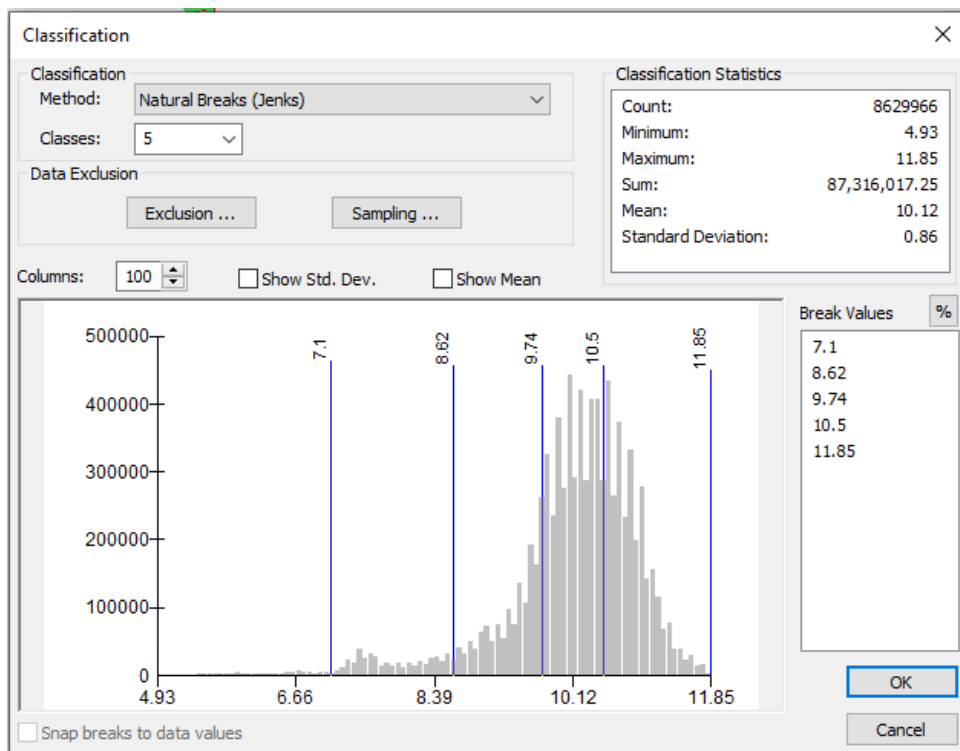 Classification
Classification
Method: Natural Breaks (Jenks)
Classes: 5
Data Exclusion
Exclusion ... Sampling ...
Classification Statistics
Count: 8629966
Minimum: 4.93
Maximum: 11.85
Sum: 87,316,017.25
Mean: 10.12
Standard Deviation: 0.86
Columns: 100 Show Std. Dev. Show Mean
7.1 8.62 9.74 10.5 11.85
500000
400000
300000
200000
100000
0
4.93 6.66 8.39 10.12 11.85
Break Values %
7.1
8.62
9.74
10.5
11.85
OK
Cancel
Snap breaks to data values